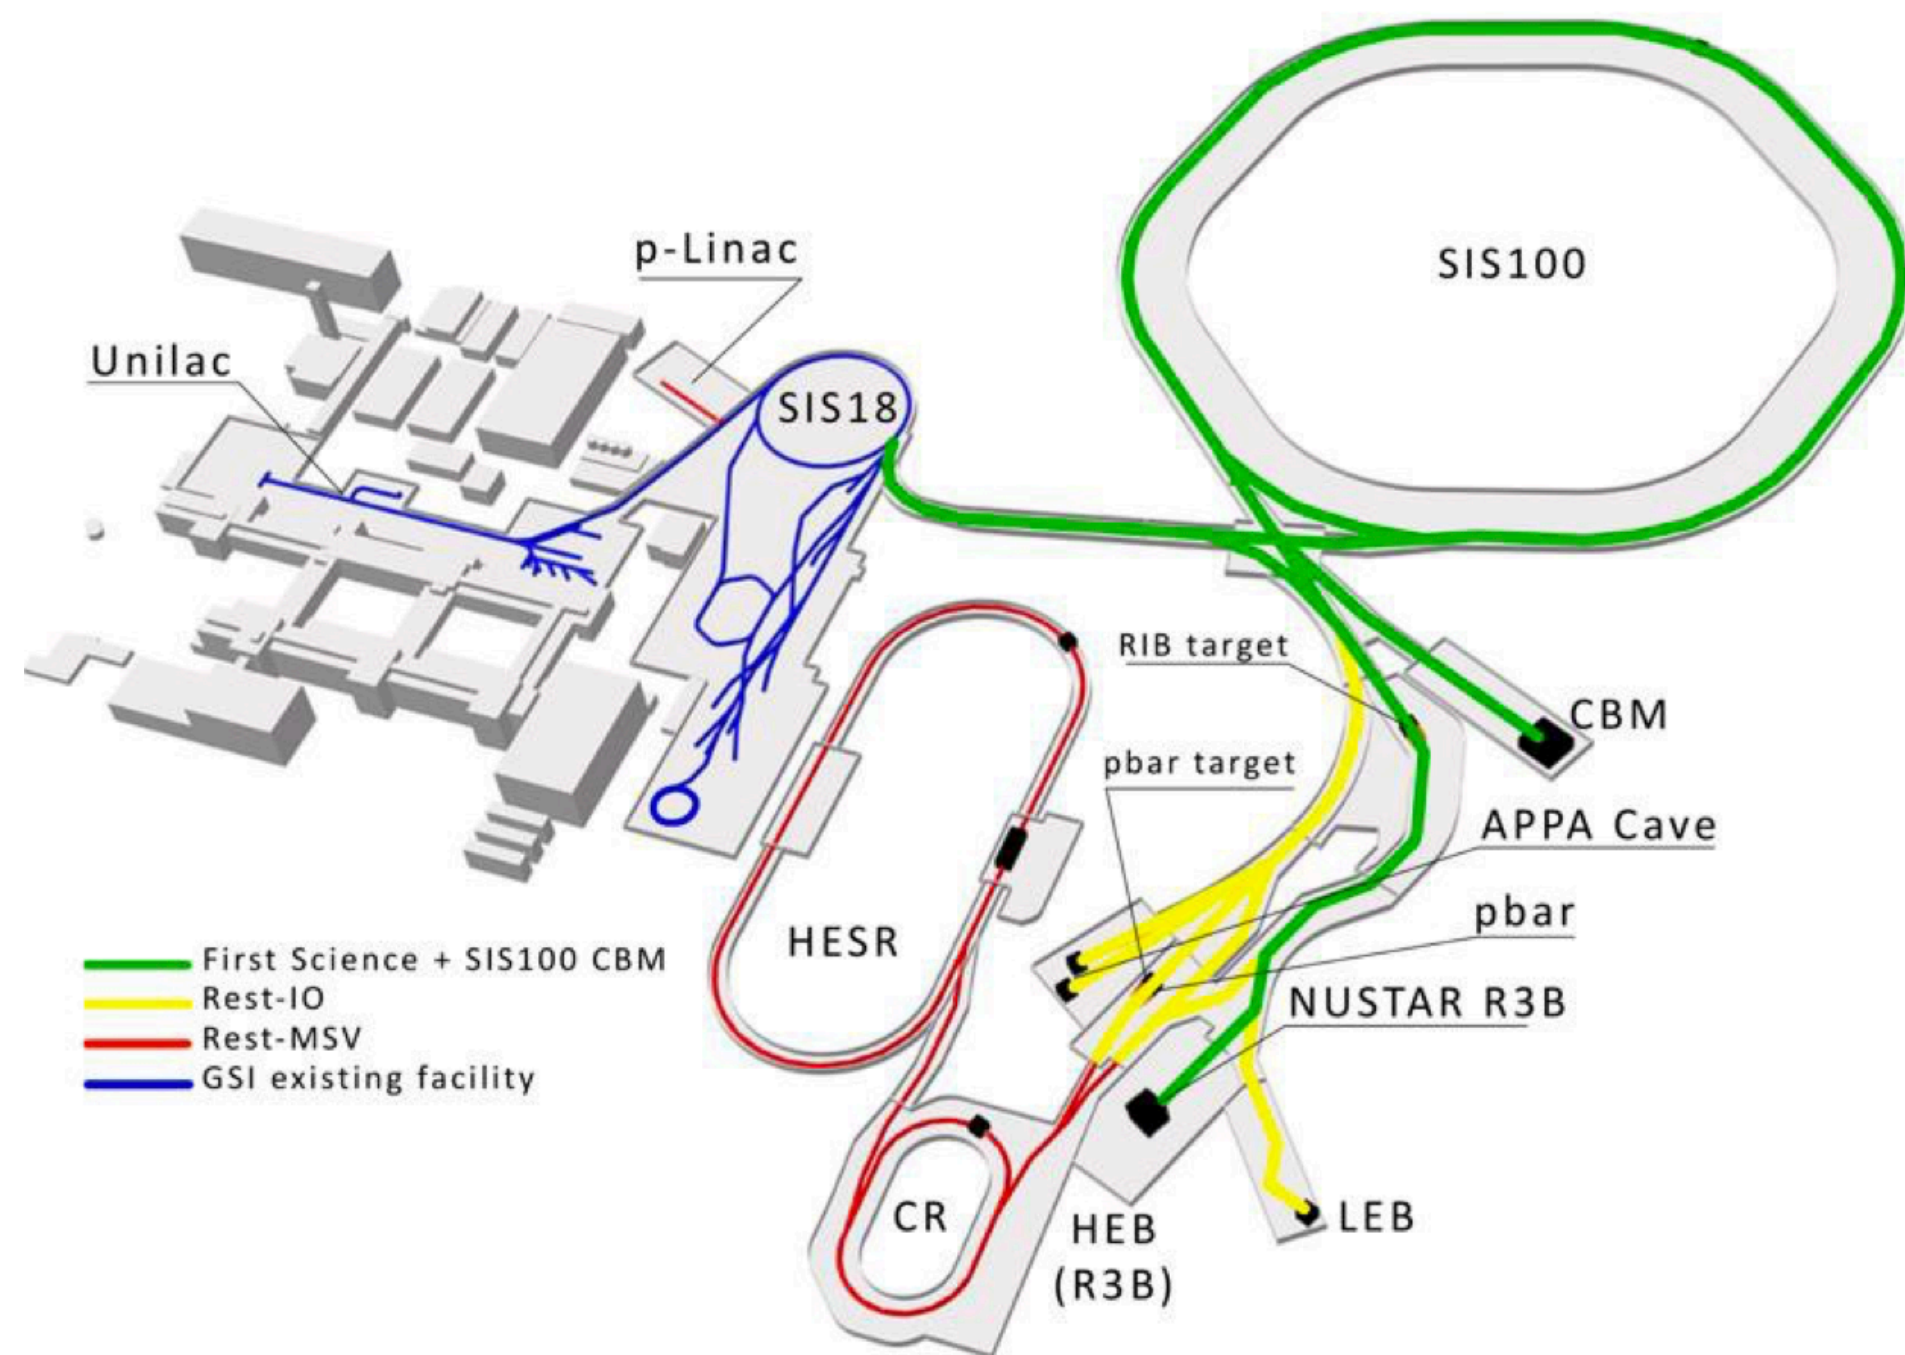 SIS100
p-Linac
Unilac
SIS18
RIB target
CBM
pbar target
APPA Cave
pbar
HESR
First Science + SIS100 CBM
Rest-IO
Rest-MSV
GSI existing facility
NUSTAR R3B
CR
HEB
(R3B)
LEB